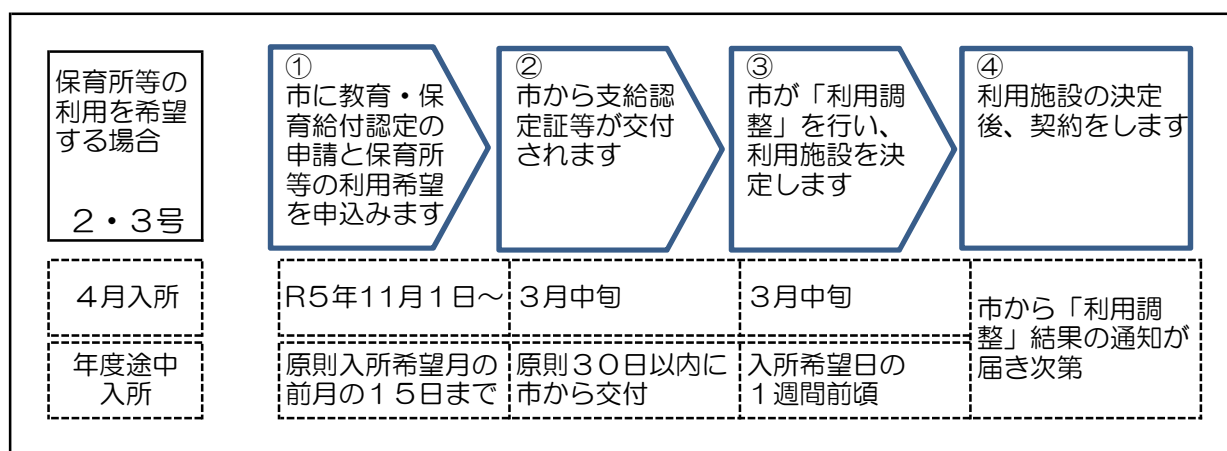 保育所等の
利用を希望
する場合
２・３号
①
市に教育・保
育給付認定の
申請と保育所
等の利用希望
を申込みます
②
市から支給認
定証等が交付
されます
③
市が「利用調
整」を行い、
利用施設を決
定します
④
利用施設の決定
後、契約をします
４月入所
R５年11月１日～
３月中旬
３月中旬
市から「利用調
整」結果の通知が
届き次第
年度途中
入所
原則入所希望月の
前月の１５日まで
原則３０日以内に
市から交付
入所希望日の
１週間前頃